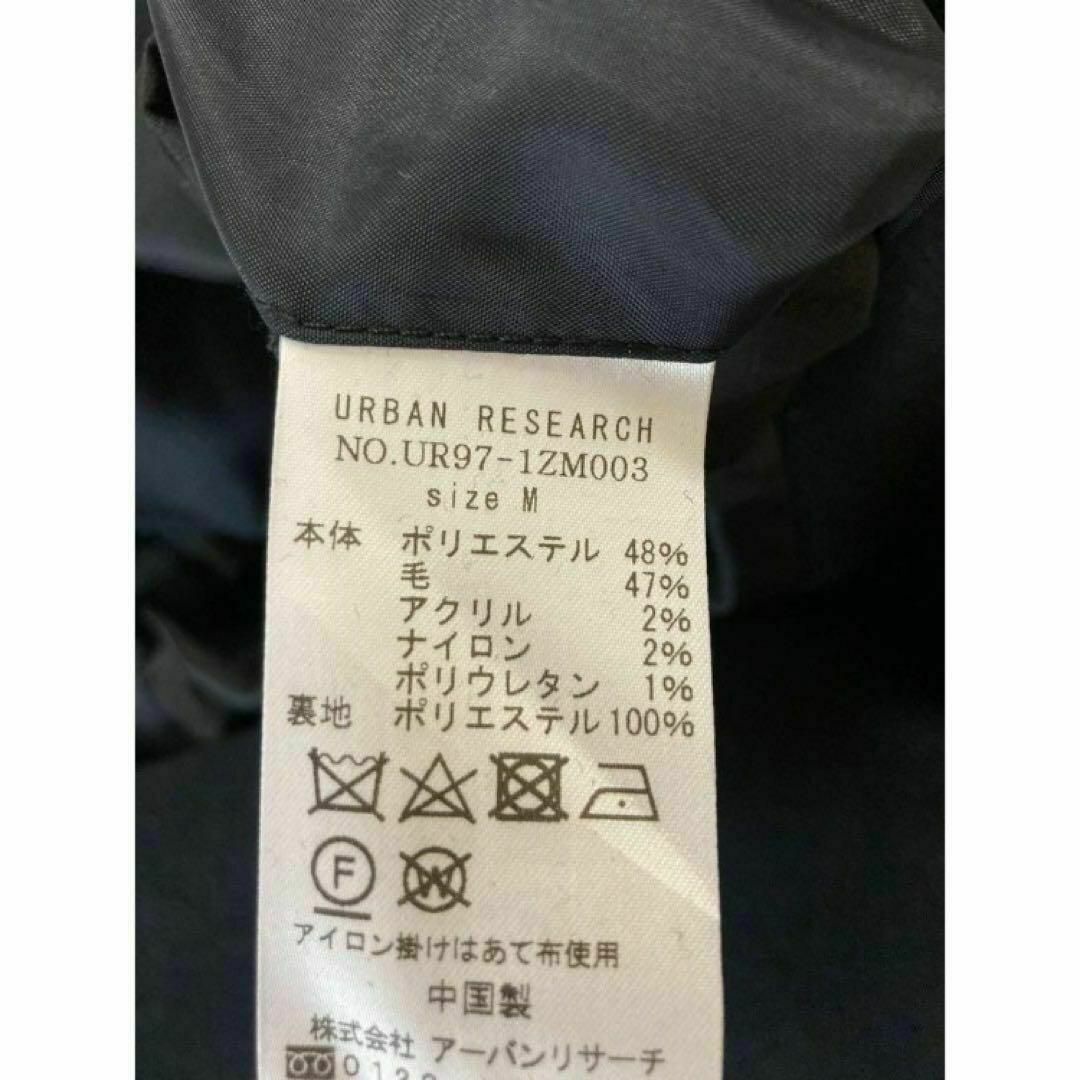 URBAN RESEARCH
NO.UR97-1ZM003
size M
本体 ポリエステル 48%
毛 47%
アクリル 2%
ナイロン 2%
ポリウレタン 1%
裏地 ポリエステル 100%
F W
アイロン掛けはあて布使用
中国製
株式会社 アーバンリサーチ